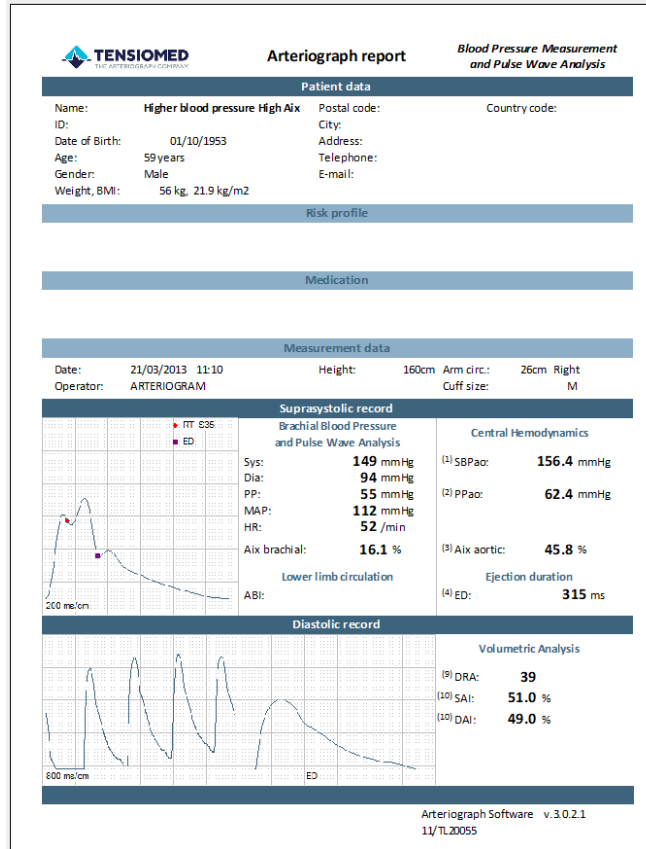 TENSIOMED
THE ARTERIOGRAPH COMPANY
Arteriograph report
Blood Pressure Measurement
and Pulse Wave Analysis
Patient data
Name: Higher blood pressure High Aix Postal code: Country code:
ID: City:
Date of Birth: 01/10/1953 Address:
Age: 59 years Telephone:
Gender: Male E-mail:
Weight, BMI: 56 kg, 21.9 kg/m2
Risk profile
Medication
Measurement data
Date: 21/03/2013 11:10 Height: 160cm Arm circ.: 26cm Right
Operator: ARTERIOGRAM Cuff size: M
Suprasystolic record
RT S35
ED
200 ms/cm
Brachial Blood Pressure
and Pulse Wave Analysis
Sys: 149 mmHg
Dia: 94 mmHg
PP: 55 mmHg
MAP: 112 mmHg
HR: 52 /min
Aix brachial: 16.1 %
Lower limb circulation
ABI:
Central Hemodynamics
(1) SBPao: 156.4 mmHg
(2) PPao: 62.4 mmHg
(3) Aix aortic: 45.8 %
Ejection duration
(4) ED: 315 ms
Diastolic record
800 ms/cm
ED
Volumetric Analysis
(9) DRA: 39
(10) SAI: 51.0 %
(10) DAI: 49.0 %
Arteriograph Software v.3.0.2.1
11/TL20055